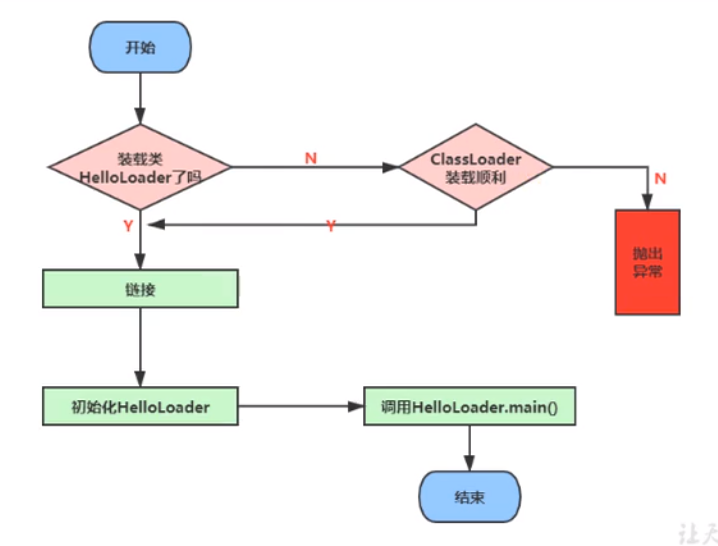 开始
装载类
HelloLoader了吗
N
ClassLoader
装载顺利
N
Y
Y
抛出
异常
链接
初始化HelloLoader
调用HelloLoader.main()
结束
让天